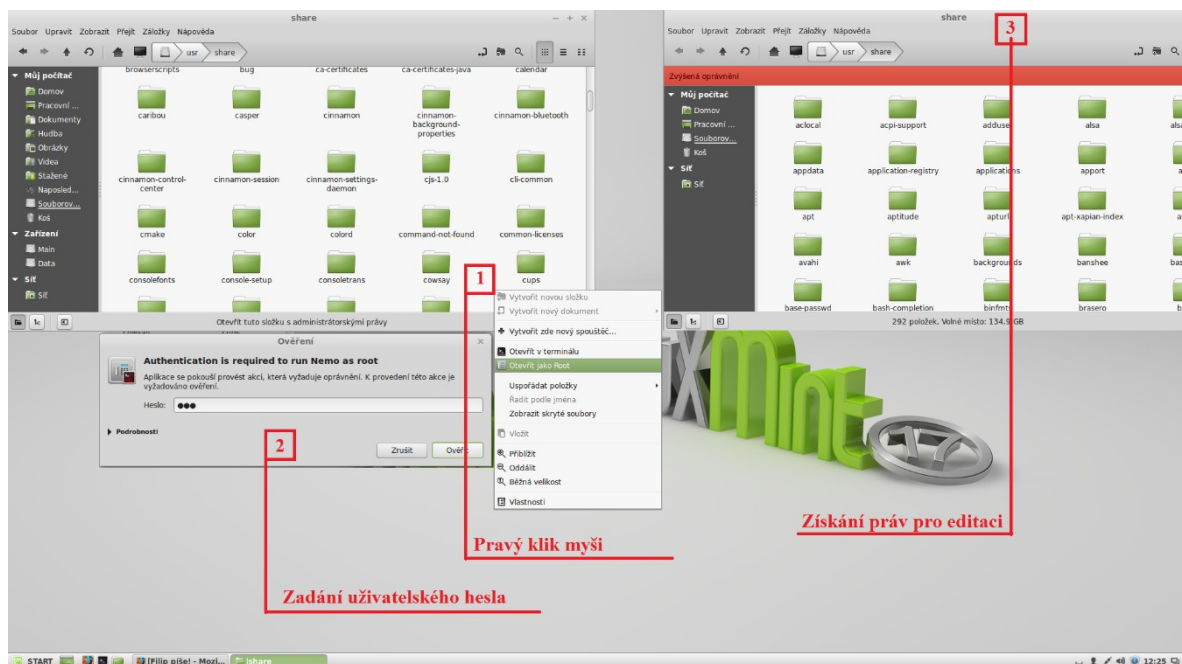 share
Soubor Upravit Zobrazit Přejít Záložky Nápověda
usr share
Můj počítač
Domov
Pracovní ...
Dokumenty
Hudba
Obrázky
Videa
Stažené
Naposled...
Souborov...
Koš
Zařízení
Main
Data
Síť
Síť
browserscripts bug ca-certificates ca-certificates-java calendar
caribou casper cinnamon cinnamon-background-properties cinnamon-bluetooth
cinnamon-control-center cinnamon-session cinnamon-settings-daemon cjs-1.0 cli-common
cmake color colord command-not-found common-licenses
consolefonts console-setup consoletrans cowsay cups
Otevřít tuto složku s administrátorskými právy
share
3
Soubor Upravit Zobrazit Přejít Záložky Nápověda
usr share
Zvýšená oprávnění
Můj počítač
Domov
Pracovní ...
Souborov...
Koš
Síť
Síť
aclocal acpi-support adduser alsa
appdata application-registry applications apport
apt aptitude apturl apt-xapian-index
avahi awk backgrounds banshee
base-passwd bash-completion binfmts brasero
292 položek, Volné místo: 134,9 GB
1
Vytvořit novou složku
Vytvořit nový dokument
Vytvořit zde nový spouštěč...
Otevřít v terminálu
Otevřít jako Root
Uspořádat položky
Řadit podle jména
Zobrazit skryté soubory
Vložit
Přiblížit
Oddálit
Běžná velikost
Vlastnosti
Ověření
Authentication is required to run Nemo as root
Aplikace se pokouší provést akci, která vyžaduje oprávnění. K provedení této akce je
vyžadováno ověření.
Heslo: ●●●
Podrobnosti
2
Zrušit Ověřit
Mint
17
Získání práv pro editaci
Pravý klik myši
Zadání uživatelského hesla
START [Filip píše! - Mozi... share 12:25